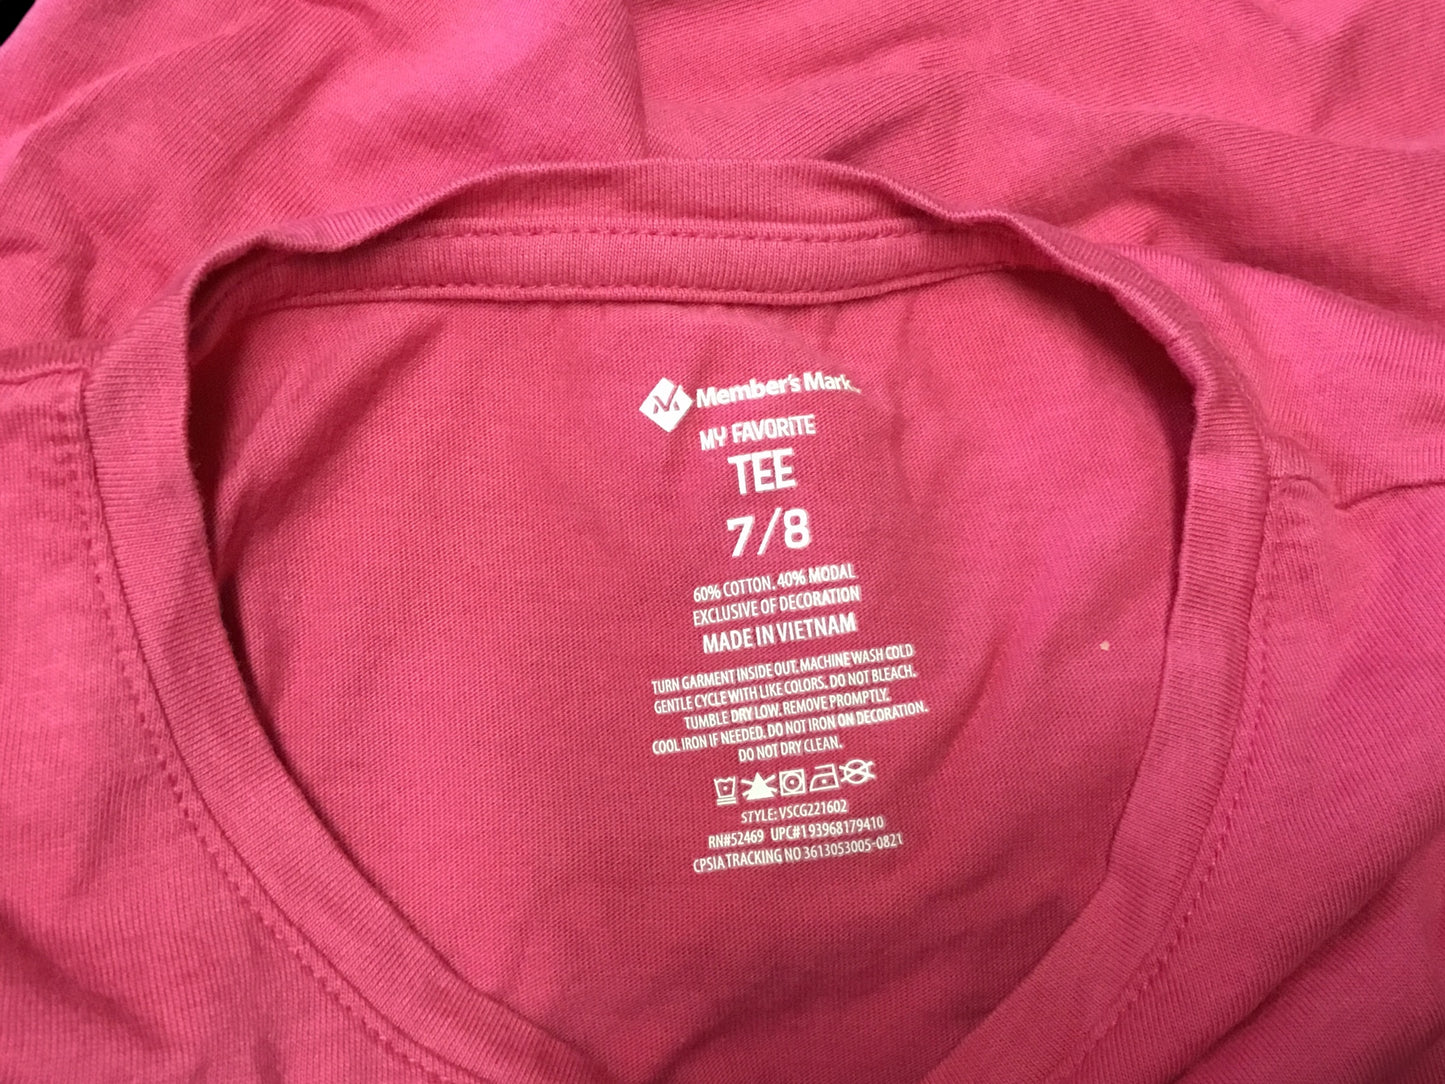 Member's Mark.
MY FAVORITE
TEE
7/8
60% COTTON. 40% MODAL
EXCLUSIVE OF DECORATION
MADE IN VIETNAM
TURN GARMENT INSIDE OUT. MACHINE WASH COLD
GENTLE CYCLE WITH LIKE COLORS. DO NOT BLEACH.
TUMBLE DRY LOW. REMOVE PROMPTLY.
COOL IRON IF NEEDED. DO NOT IRON ON DECORATION.
DO NOT DRY CLEAN.
STYLE: VSCG221602
RN#52469 UPC#193968179410
CPSIA TRACKING NO 3613053005-0821